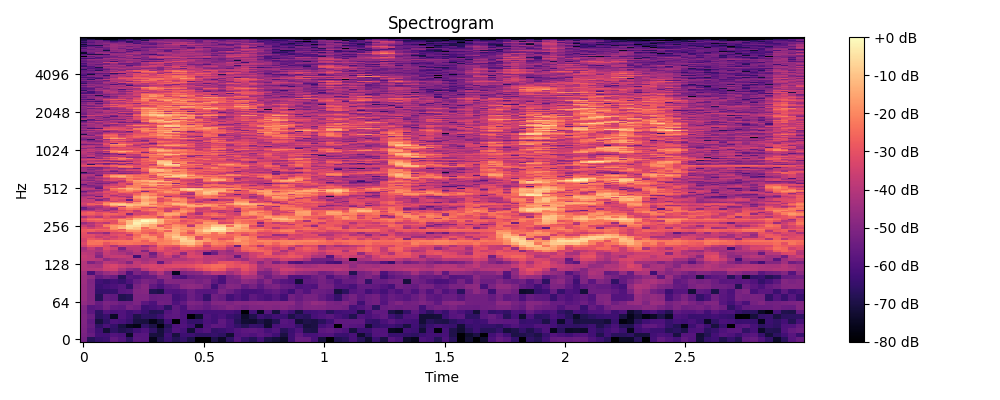 Spectrogram
+0 dB
4096
-10 dB
2048
-20 dB
1024
-30 dB
Hz
512
-40 dB
256
-50 dB
128
-60 dB
64
-70 dB
0
-80 dB
0 0.5 1 1.5 2 2.5
Time